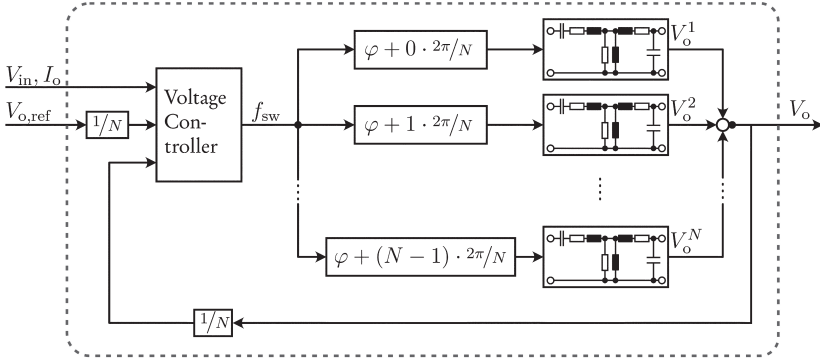 V_in, I_o
V_o,ref
1/N
Voltage
Con-
troller
f_sw
φ + 0 · 2π/N
V_o^1
φ + 1 · 2π/N
V_o^2
V_o
φ + (N − 1) · 2π/N
V_o^N
1/N